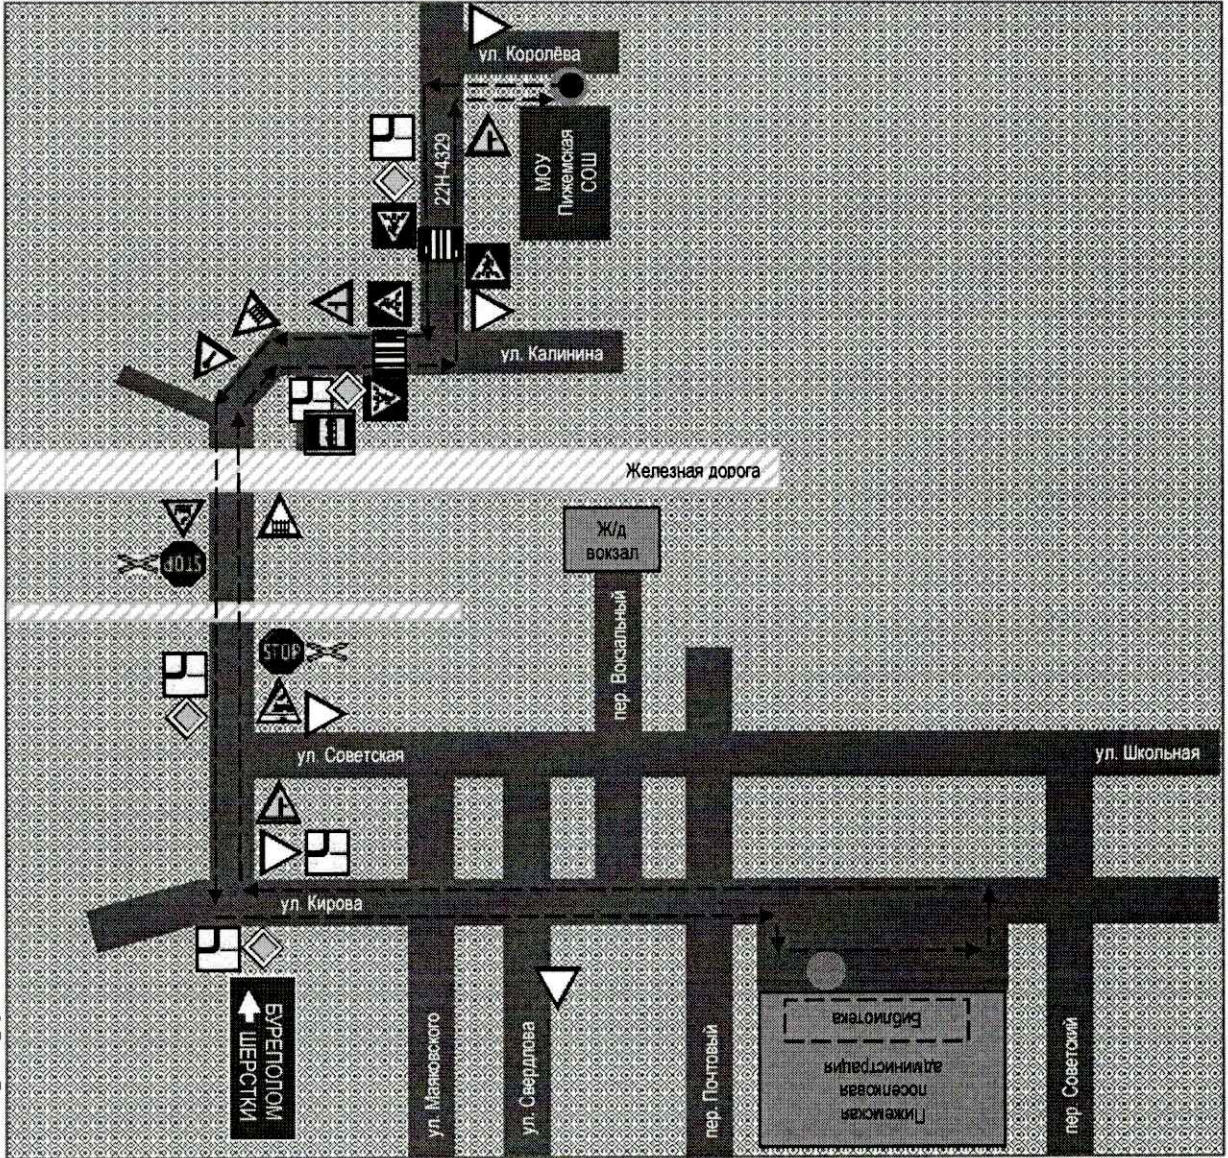 ул. Королёва
22Н-4329
МОУ
Пижемская
СОШ
ул. Калинина
Железная дорога
Ж/д
вокзал
STOP
STOP
пер. Вокзальный
ул. Советская
ул. Школьная
ул. Кирова
БУРЕПОЛОМ
ШЕРСТКИ
ул. Маяковского
ул. Свердлова
пер. Почтовый
Библиотека
Пижемская
поселковая
администрация
пер. Советский